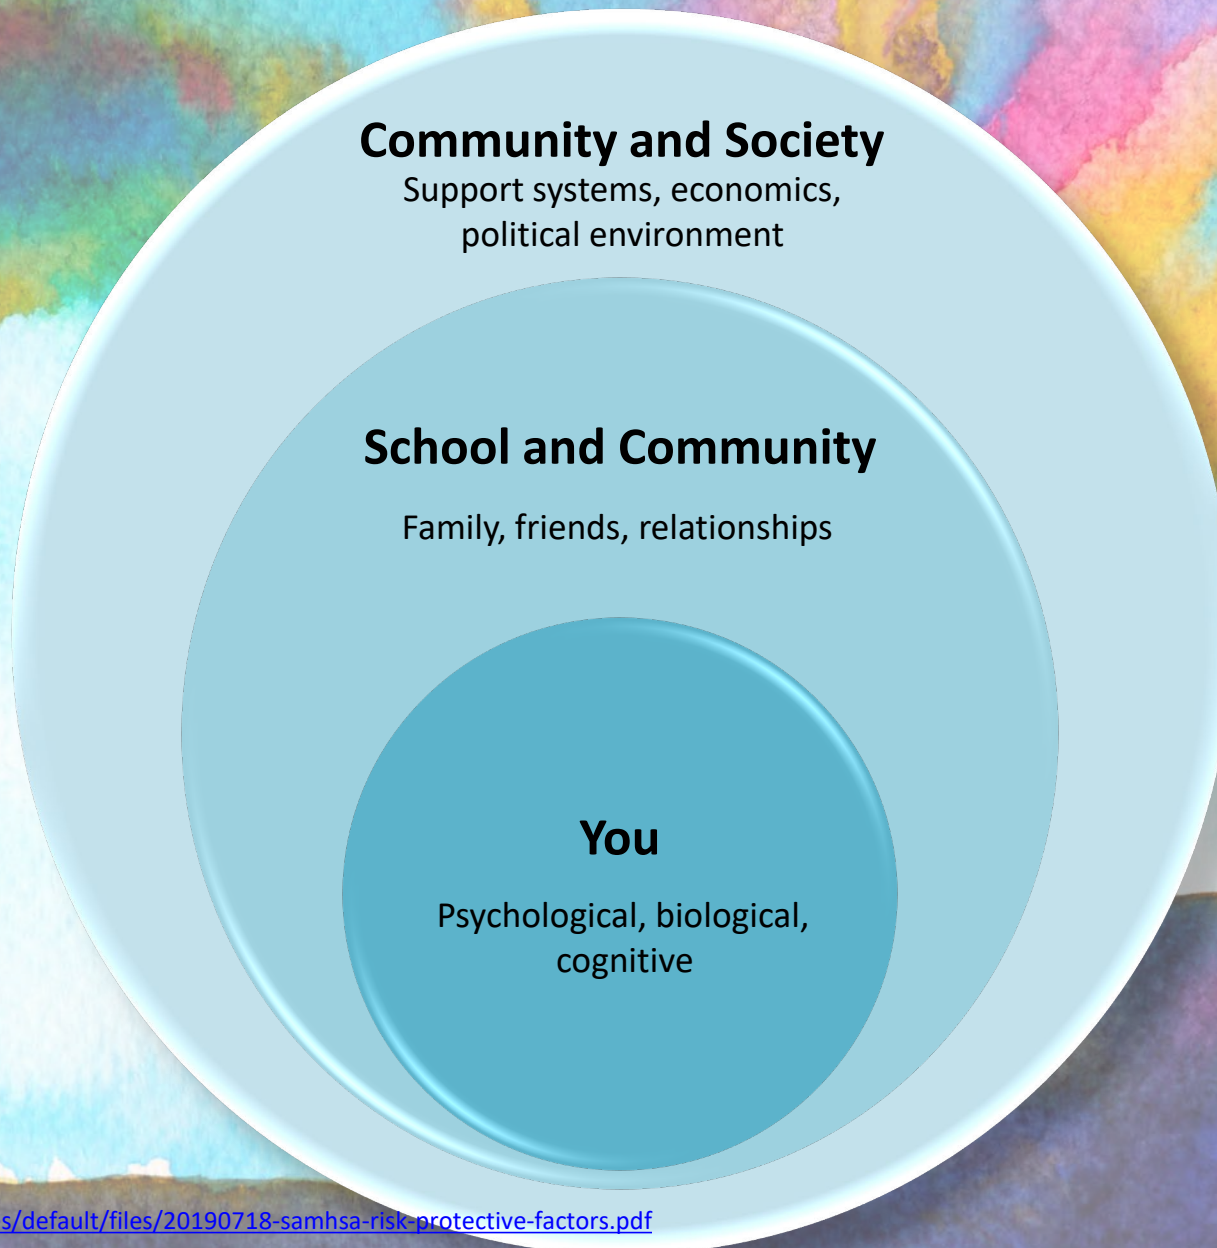 Community and Society
Support systems, economics,
political environment
School and Community
Family, friends, relationships
You
Psychological, biological,
cognitive
s/default/files/20190718-samhsa-risk-protective-factors.pdf